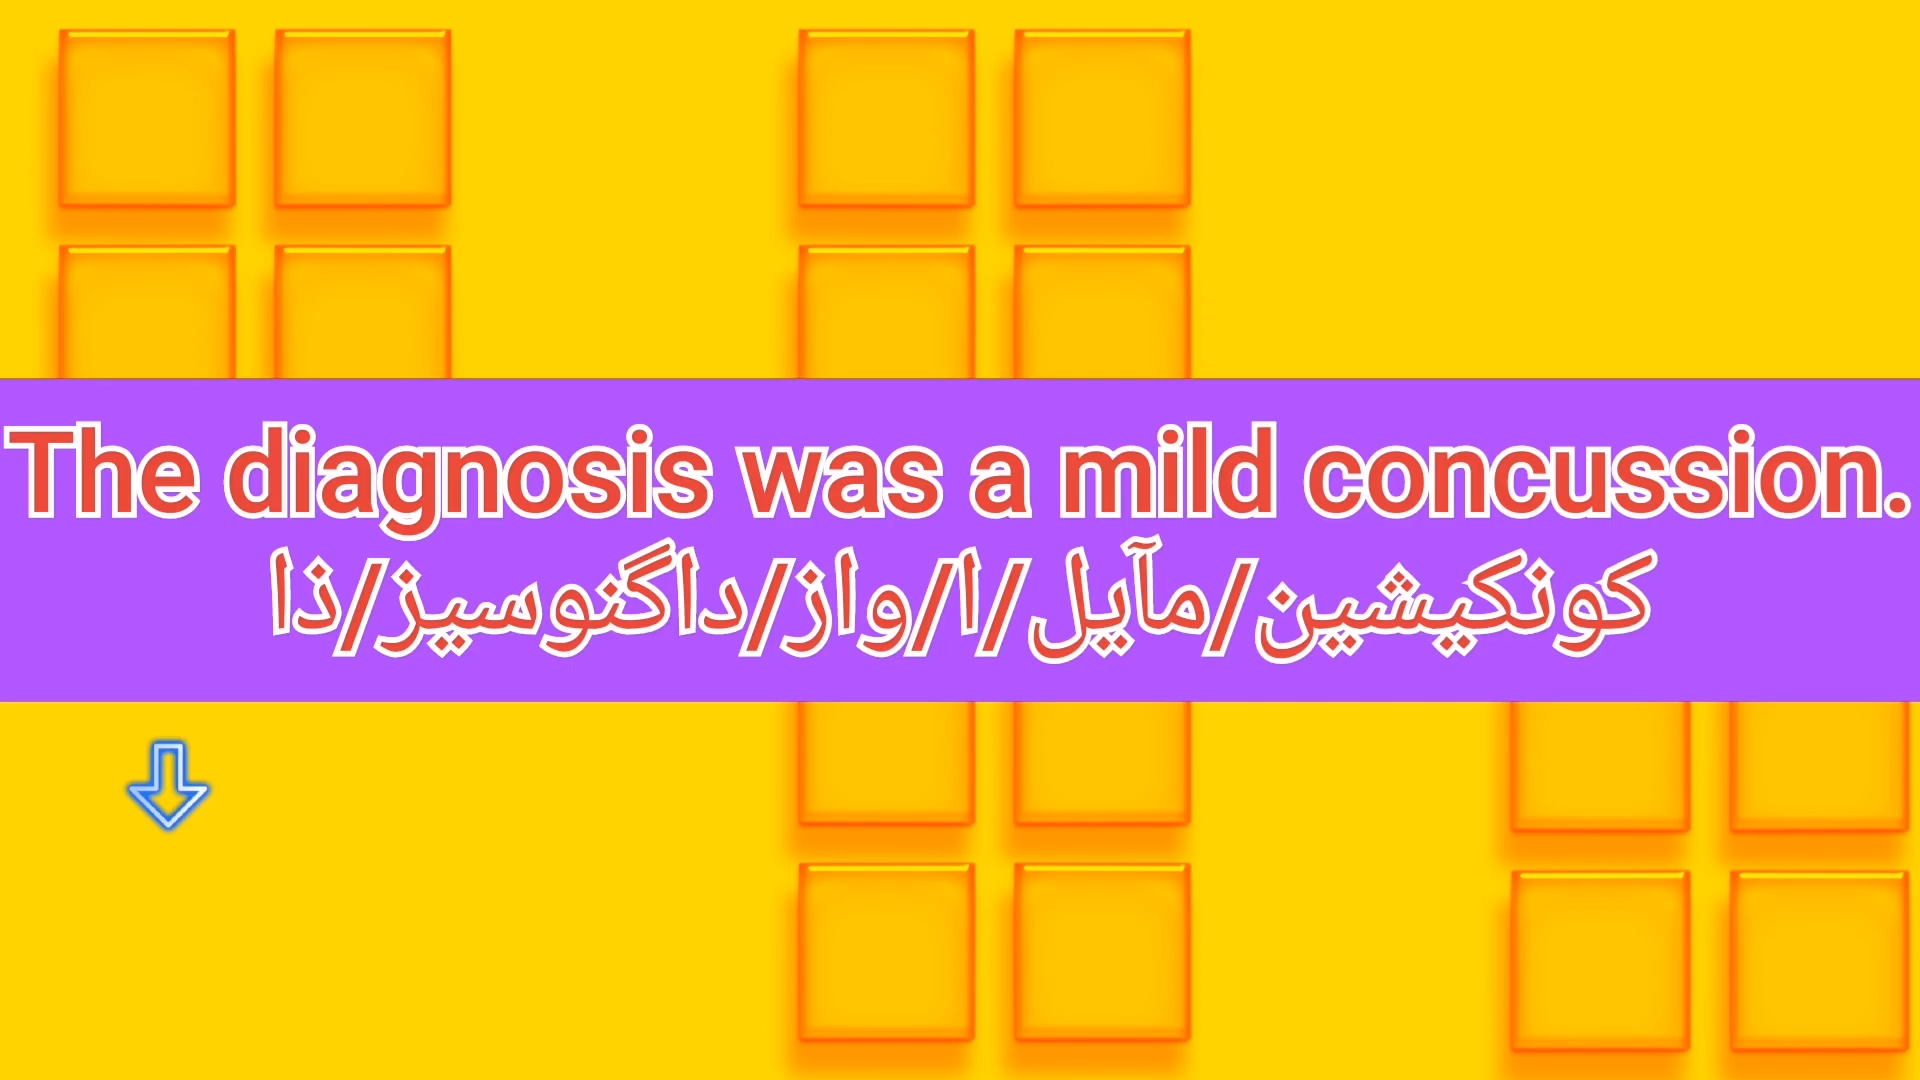 The diagnosis was a mild concussion.
ذا/داگنوسیز/واز/ا/مآیل/کونکیشین